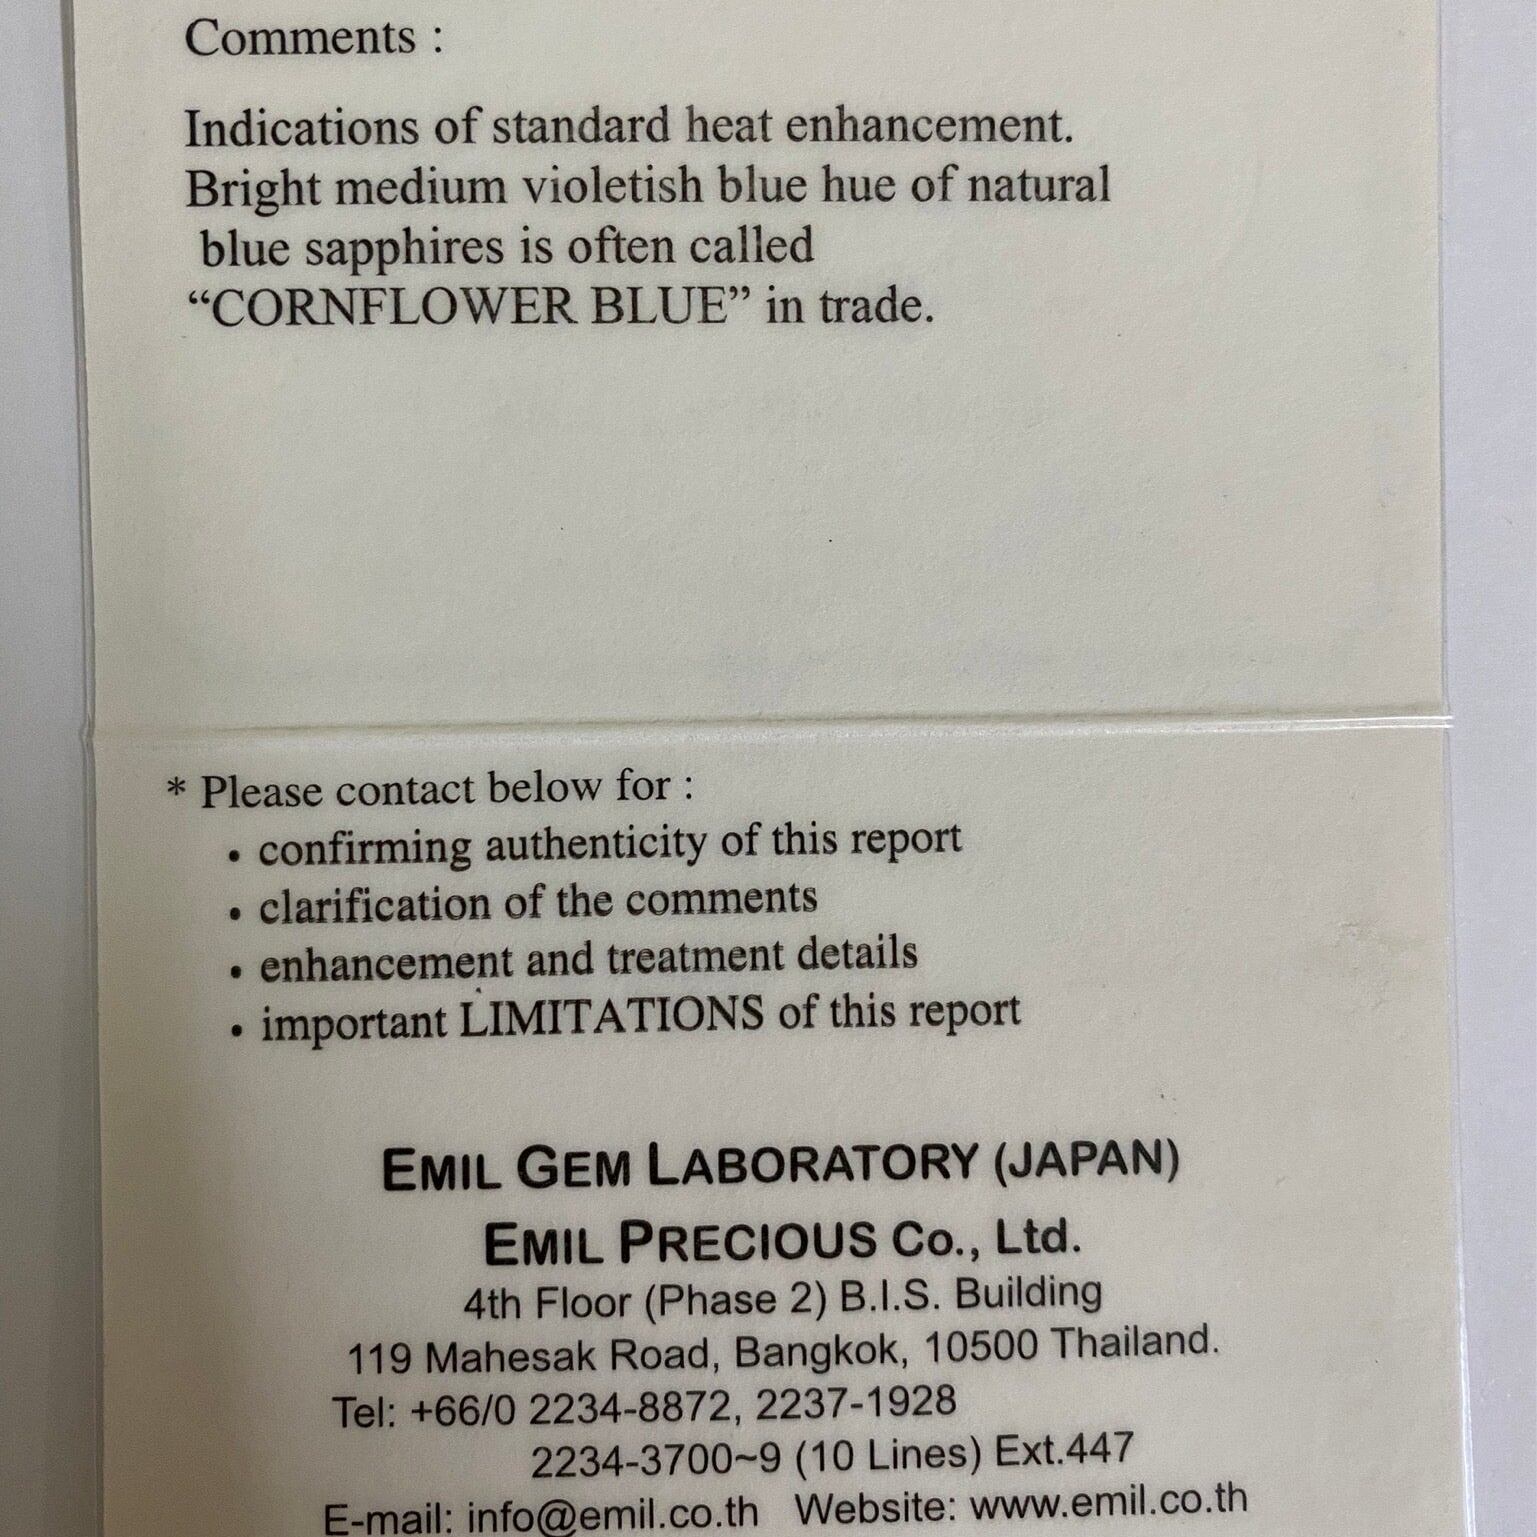 Comments :
Indications of standard heat enhancement.
Bright medium violetish blue hue of natural
blue sapphires is often called
“CORNFLOWER BLUE” in trade.
* Please contact below for :
• confirming authenticity of this report
• clarification of the comments
• enhancement and treatment details
• important LIMITATIONS of this report
EMIL GEM LABORATORY (JAPAN)
EMIL PRECIOUS Co., Ltd.
4th Floor (Phase 2) B.I.S. Building
119 Mahesak Road, Bangkok, 10500 Thailand.
Tel: +66/0 2234-8872, 2237-1928
2234-3700~9 (10 Lines) Ext.447
E-mail: info@emil.co.th Website: www.emil.co.th